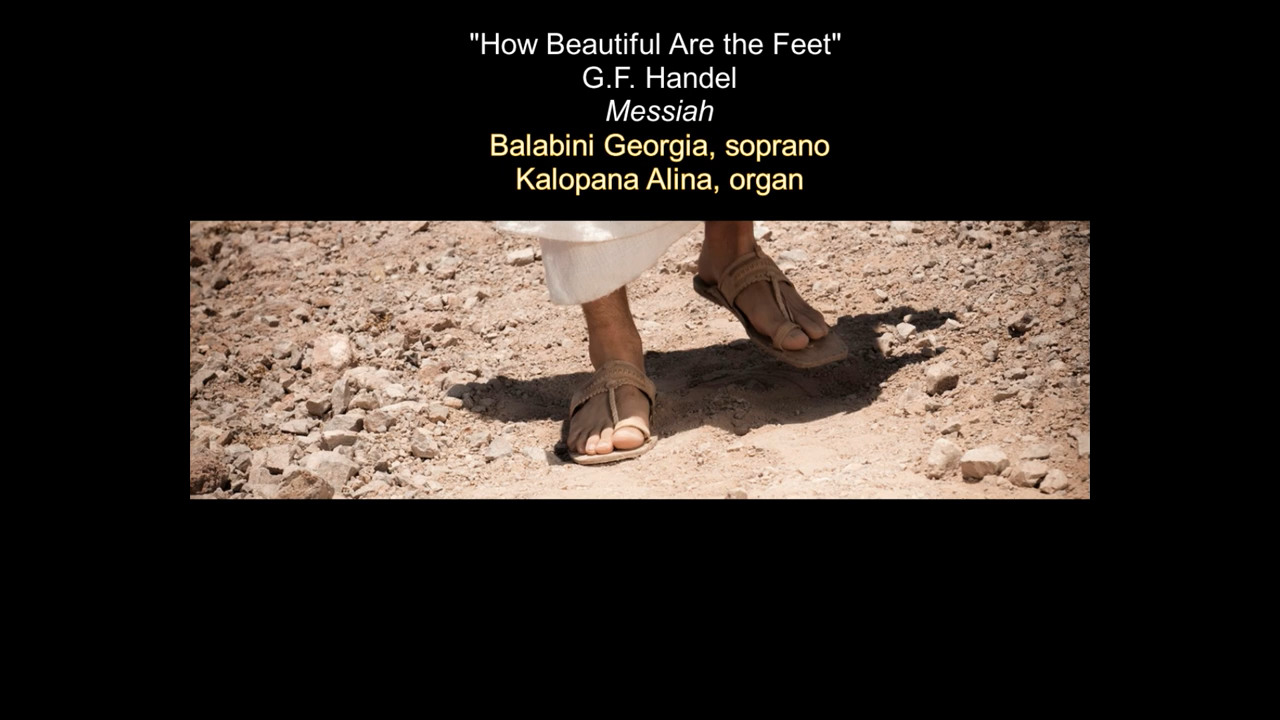 "How Beautiful Are the Feet"
G.F. Handel
Messiah
Balabini Georgia, soprano
Kalopana Alina, organ